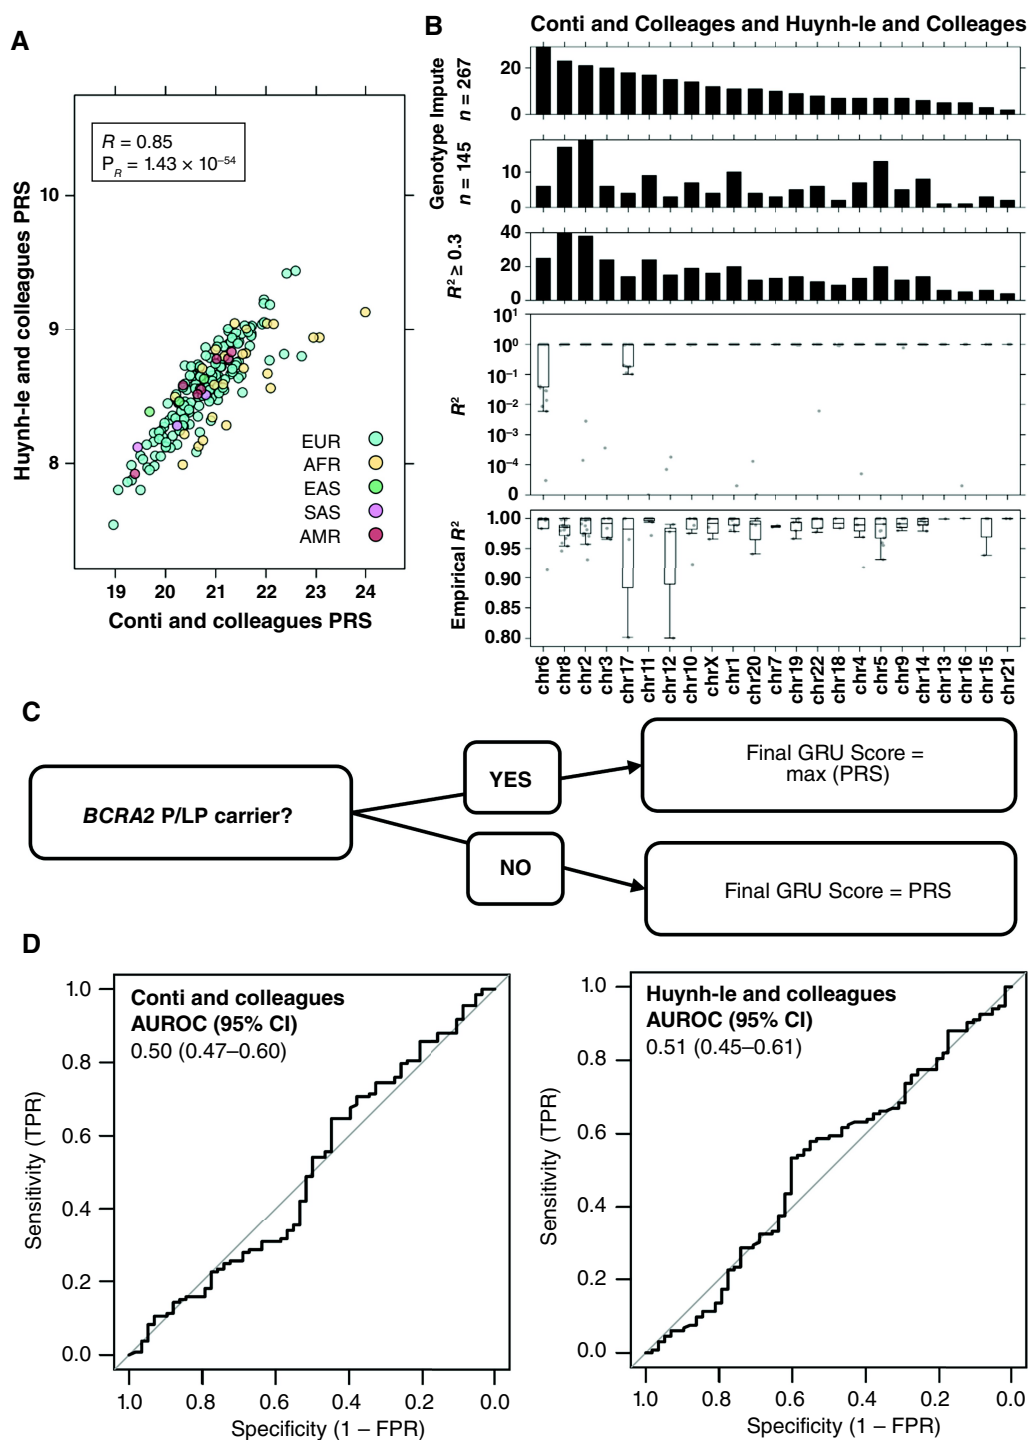 A
R = 0.85
P_R = 1.43 × 10⁻⁵⁴
Huynh-le and colleagues PRS
10
9
8
EUR
AFR
EAS
SAS
AMR
19 20 21 22 23 24
Conti and colleagues PRS
B
Conti and Colleages and Huynh-le and Colleages
Genotype Impute
n = 267
20
0
n = 145
10
0
R² ≥ 0.3
40
20
0
R²
10¹
10⁰
10⁻¹
10⁻²
10⁻³
10⁻⁴
0
Empirical R²
1.00
0.95
0.90
0.85
0.80
chr6 chr8 chr2 chr3 chr17 chr11 chr12 chr10 chrX chr1 chr20 chr7 chr19 chr22 chr18 chr4 chr5 chr9 chr14 chr13 chr16 chr15 chr21
C
BCRA2 P/LP carrier?
YES
Final GRU Score =
max (PRS)
NO
Final GRU Score = PRS
D
Conti and colleagues
AUROC (95% CI)
0.50 (0.47–0.60)
Sensitivity (TPR)
1.0
0.8
0.6
0.4
0.2
0.0
1.0 0.8 0.6 0.4 0.2 0.0
Specificity (1 – FPR)
Huynh-le and colleagues
AUROC (95% CI)
0.51 (0.45–0.61)
Sensitivity (TPR)
1.0
0.8
0.6
0.4
0.2
0.0
1.0 0.8 0.6 0.4 0.2 0.0
Specificity (1 – FPR)